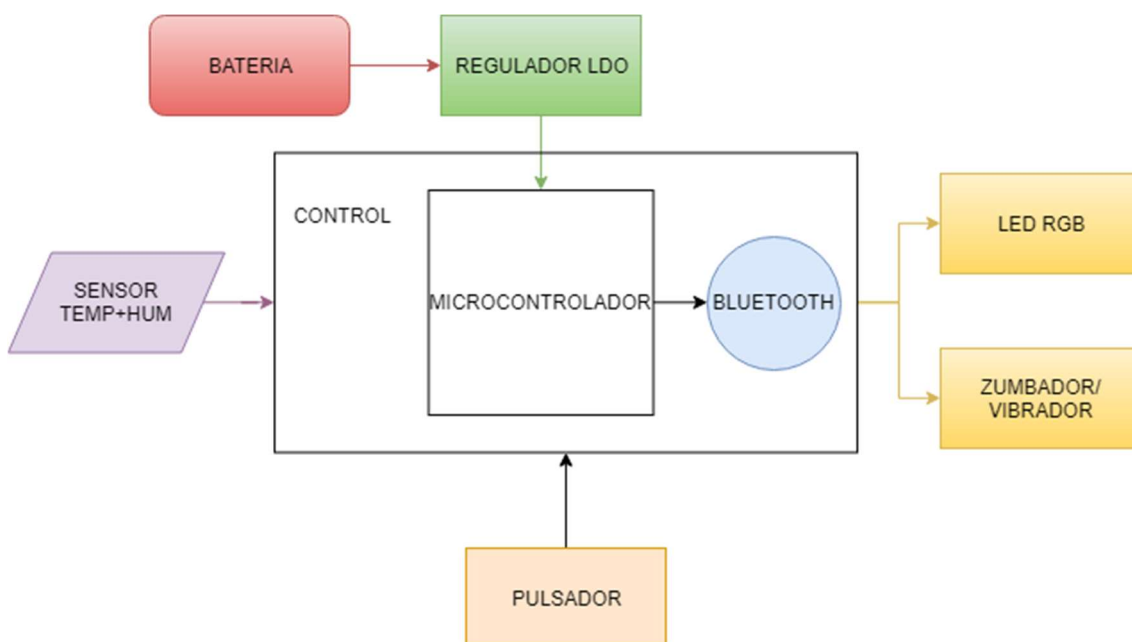 BATERIA
REGULADOR LDO
CONTROL
LED RGB
SENSOR
TEMP+HUM
MICROCONTROLADOR
BLUETOOTH
ZUMBADOR/
VIBRADOR
PULSADOR